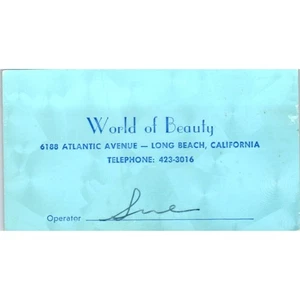 World of Beauty
6188 ATLANTIC AVENUE — LONG BEACH, CALIFORNIA
TELEPHONE: 423-3016
Operator Sue